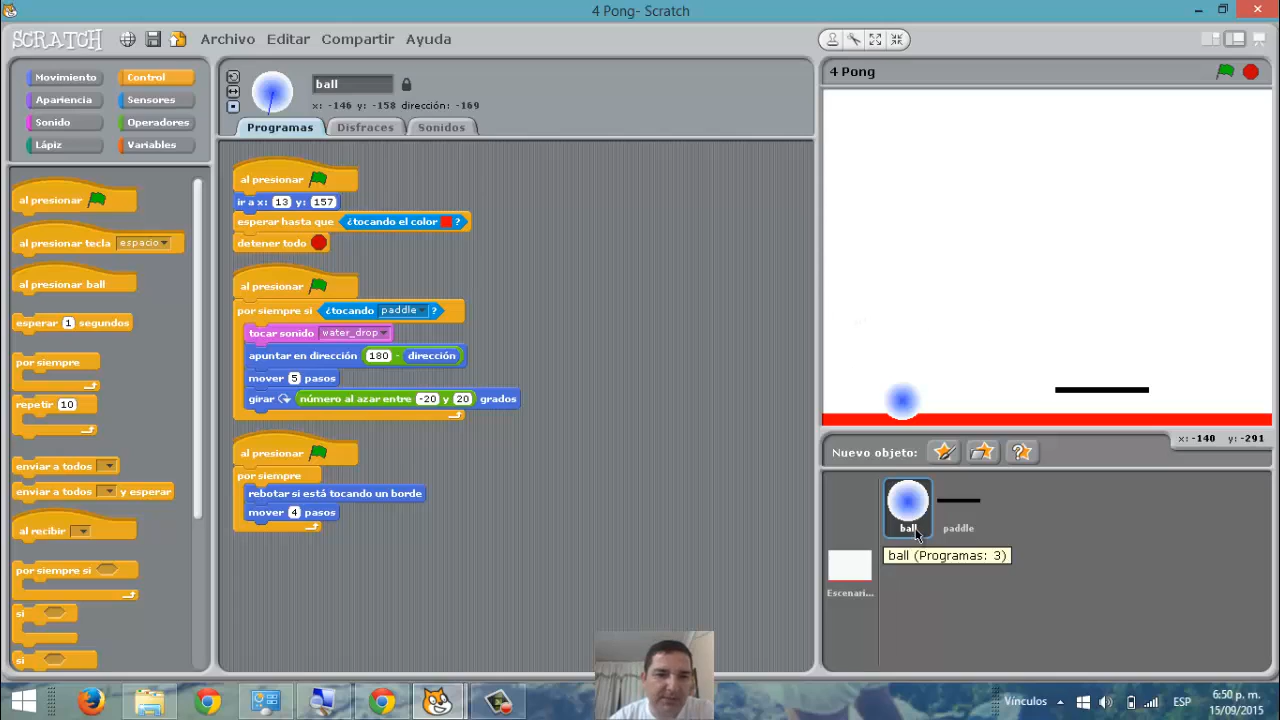 4 Pong- Scratch
SCRATCH
Archivo Editar Compartir Ayuda
Movimiento Control
Apariencia Sensores
Sonido Operadores
Lápiz Variables
ball
x: -146 y: -158 dirección: -169
Programas Disfraces Sonidos
4 Pong
al presionar
al presionar tecla espacio
al presionar ball
esperar 1 segundos
por siempre
repetir 10
enviar a todos
enviar a todos y esperar
al recibir
por siempre si
si
si
al presionar
ir a x: 13 y: 157
esperar hasta que ¿tocando el color ?
detener todo
al presionar
por siempre si ¿tocando paddle ?
tocar sonido water_drop
apuntar en dirección 180 - dirección
mover 5 pasos
girar número al azar entre -20 y 20 grados
al presionar
por siempre
rebotar si está tocando un borde
mover 4 pasos
x: -140 y: -291
Nuevo objeto:
ball paddle
ball (Programas: 3)
Escenari...
Vínculos ESP
6:50 p. m.
15/09/2015